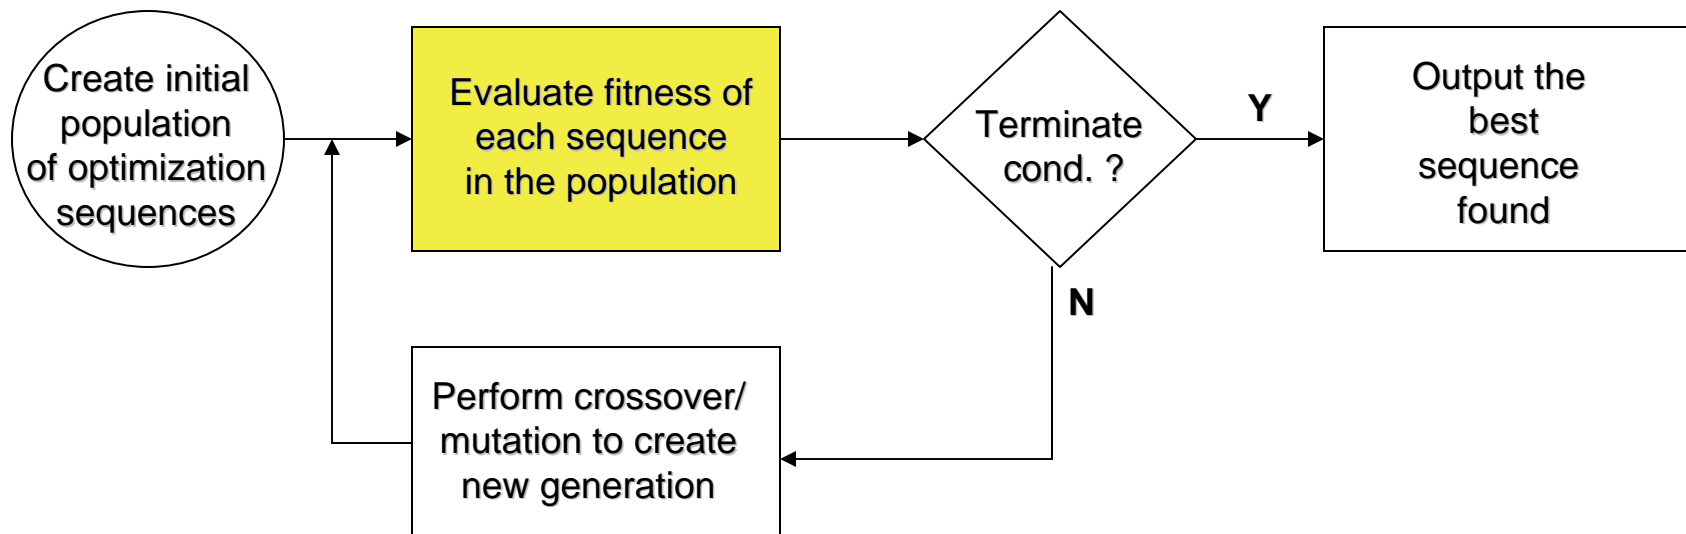 Create initial
population
of optimization
sequences
Evaluate fitness of
each sequence
in the population
Terminate
cond. ?
Y
Output the
best
sequence
found
N
Perform crossover/
mutation to create
new generation